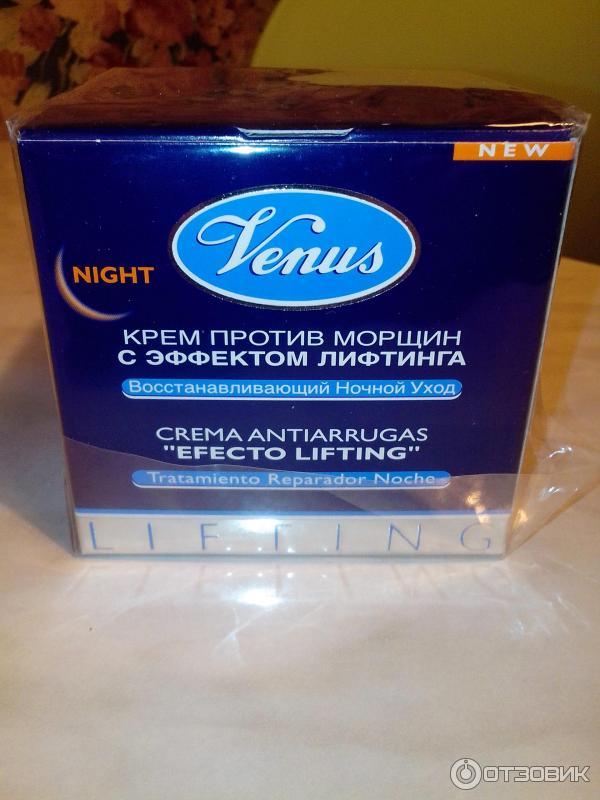 NEW
Venus
NIGHT
КРЕМ ПРОТИВ МОРЩИН
С ЭФФЕКТОМ ЛИФТИНГА
Восстанавливающий Ночной Уход
CREMA ANTIARRUGAS
"EFECTO LIFTING"
Tratamiento Reparador Noche
LIFTING
ОТЗОВИК